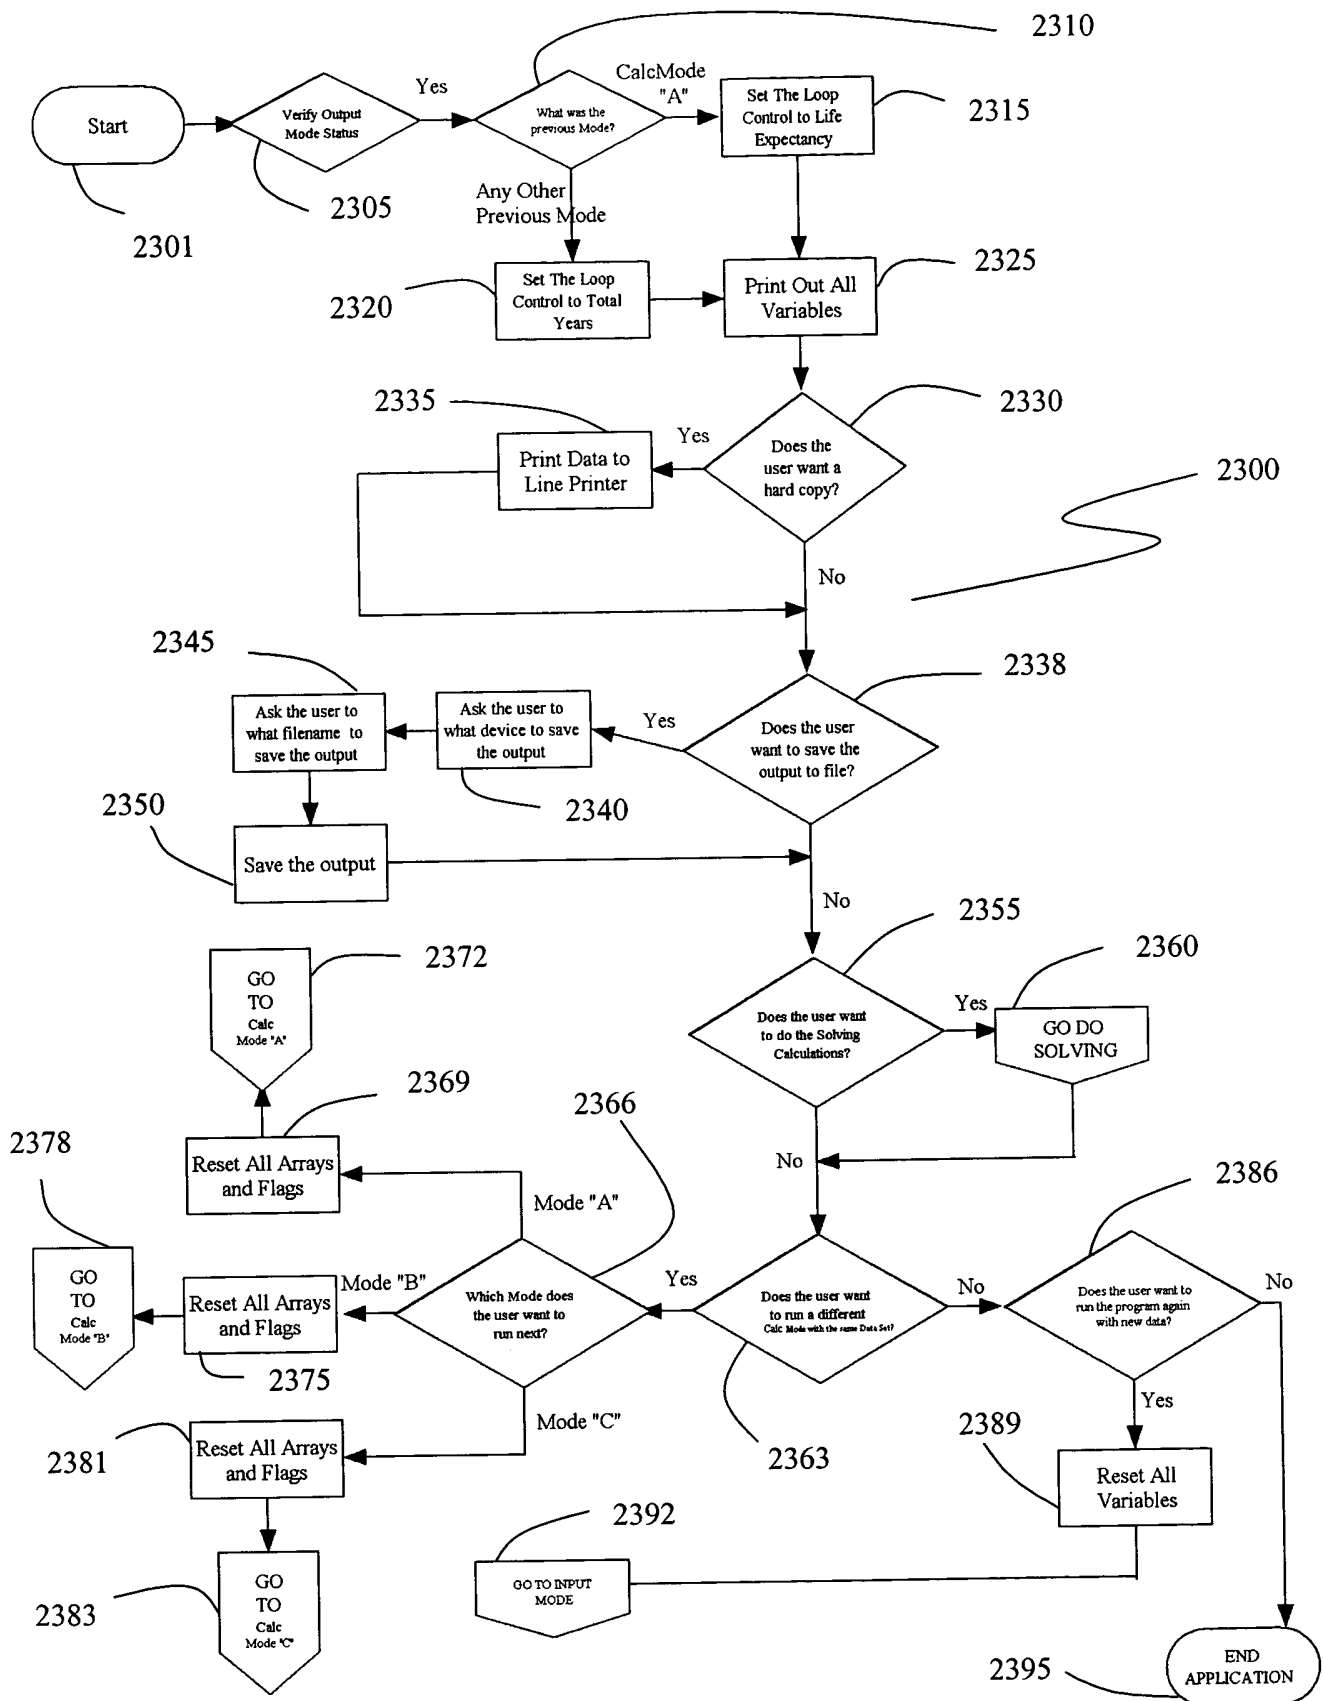 2310
Yes
CalcMode
"A"
Start
Verify Output
Mode Status
What was the
previous Mode?
Set The Loop
Control to Life
Expectancy
2315
2301
2305
Any Other
Previous Mode
2320
Set The Loop
Control to Total
Years
Print Out All
Variables
2325
2335
Yes
2330
Print Data to
Line Printer
Does the
user want a
hard copy?
2300
No
2345
2338
Ask the user to
what filename to
save the output
Ask the user to
what device to save
the output
Yes
Does the user
want to save the
output to file?
2350
2340
Save the output
No
2355
2372
2360
GO
TO
Calc
Mode "A"
Does the user want
to do the Solving
Calculations?
Yes
GO DO
SOLVING
2369
2366
2378
Reset All Arrays
and Flags
No
2386
Mode "A"
GO
TO
Calc
Mode "B"
Reset All Arrays
and Flags
Mode "B"
Which Mode does
the user want to
run next?
Yes
Does the user want
to run a different
Calc Mode with the same Data Set?
No
Does the user want to
run the program again
with new data?
No
2375
Mode "C"
Yes
2381
Reset All Arrays
and Flags
2363
2389
Reset All
Variables
2392
GO TO INPUT
MODE
2383
GO
TO
Calc
Mode "C"
2395
END
APPLICATION